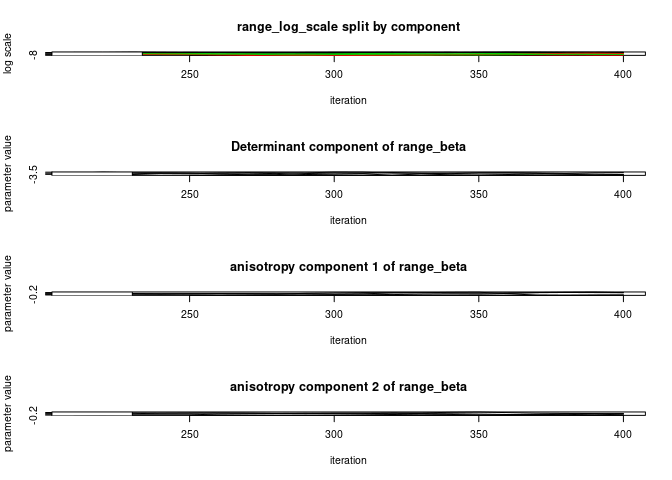 range_log_scale split by component
log scale
-8
250 300 350 400
iteration
Determinant component of range_beta
parameter value
-3.5
250 300 350 400
iteration
anisotropy component 1 of range_beta
parameter value
-0.2
250 300 350 400
iteration
anisotropy component 2 of range_beta
parameter value
-0.2
250 300 350 400
iteration